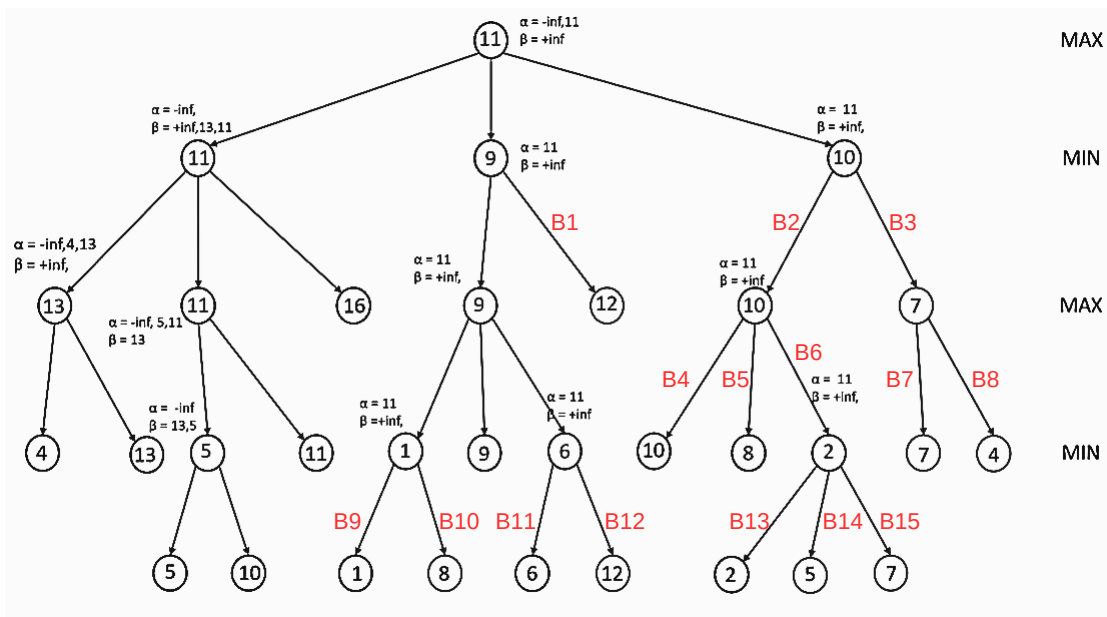 α = -inf,11
β = +inf
11
MAX
α = -inf,
β = +inf,13,11
11
α = 11
β = +inf
9
α = 11
β = +inf,
10
MIN
B1
B2
B3
α = -inf,4,13
β = +inf,
13
11
α = -inf, 5,11
β = 13
16
α = 11
β = +inf,
9
12
α = 11
β = +inf
10
7
MAX
B4
B5
B6
B7
B8
4
13
α = -inf
β = 13,5
5
11
α = 11
β =+inf,
1
9
α = 11
β = +inf
6
10
8
α = 11
β = +inf,
2
7
4
MIN
B9
B10
B11
B12
B13
B14
B15
5
10
1
8
6
12
2
5
7